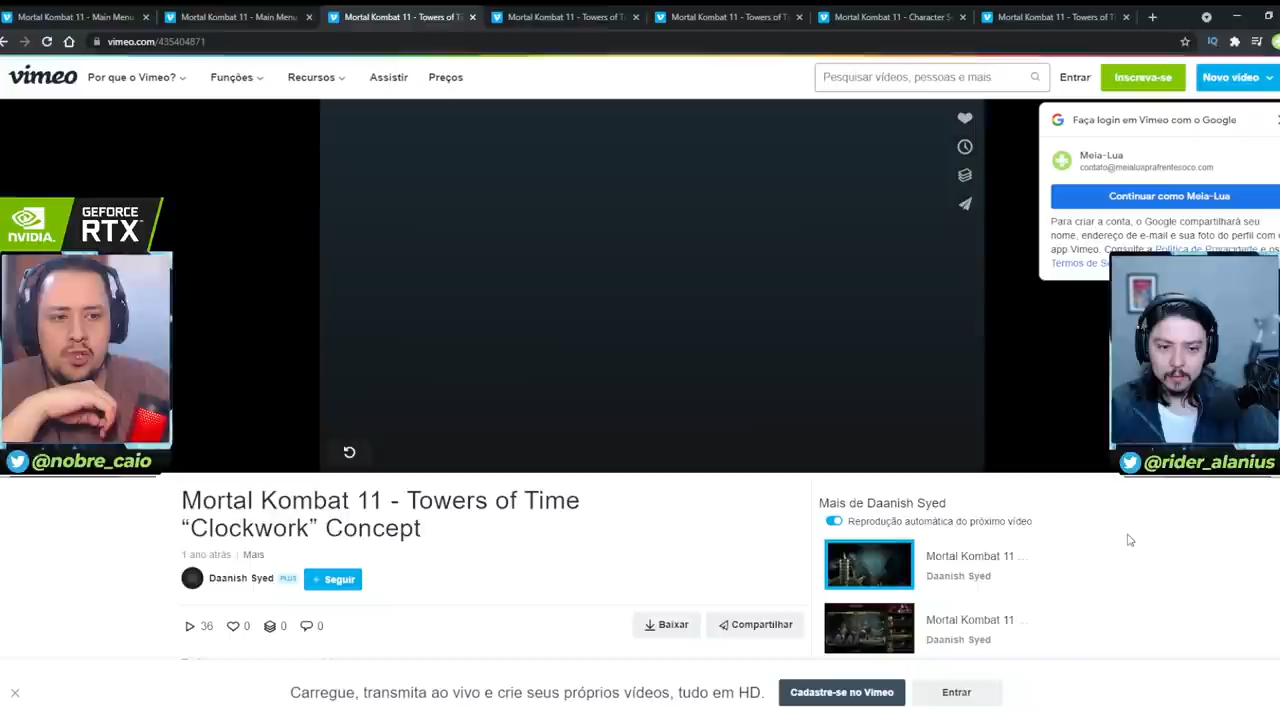 Mortal Kombat 11 - Main Menu
Mortal Kombat 11 - Main Menu
Mortal Kombat 11 - Towers of T
Mortal Kombat 11 - Towers of T
Mortal Kombat 11 - Towers of T
Mortal Kombat 11 - Character S
Mortal Kombat 11 - Towers of T
vimeo.com/435404871
vimeo
Por que o Vimeo?
Funções
Recursos
Assistir
Preços
Pesquisar vídeos, pessoas e mais
Entrar
Inscreva-se
Novo vídeo
Faça login em Vimeo com o Google
Meia-Lua
contato@meialuaprafrentesoco.com
Continuar como Meia-Lua
Para criar a conta, o Google compartilhará seu
nome, endereço de e-mail e sua foto do perfil com
app Vimeo. Consulte a Política de Privacidade e os
Termos de
NVIDIA.
GEFORCE
RTX
@nobre_caio
@rider_alanius
Mortal Kombat 11 - Towers of Time
“Clockwork” Concept
1 ano atrás | Mais
Daanish Syed PLUS
+ Seguir
36
0
0
0
Baixar
Compartilhar
Mais de Daanish Syed
Reprodução automática do próximo vídeo
Mortal Kombat 11 ...
Daanish Syed
Mortal Kombat 11 ...
Daanish Syed
Carregue, transmita ao vivo e crie seus próprios vídeos, tudo em HD.
Cadastre-se no Vimeo
Entrar